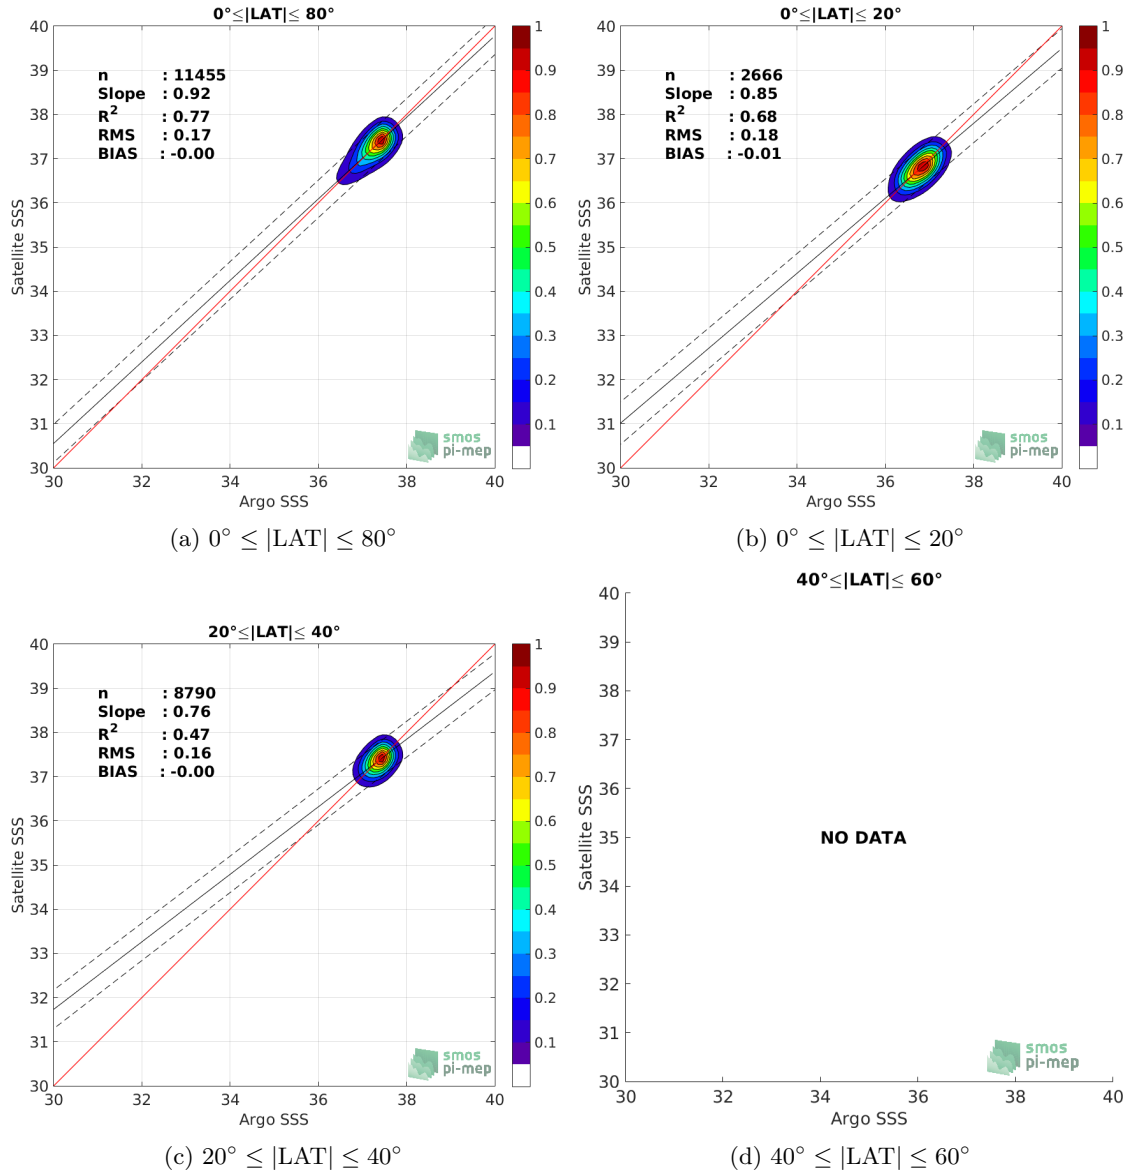 0°≤|LAT|≤ 80°
n : 11455
Slope : 0.92
R² : 0.77
RMS : 0.17
BIAS : -0.00
Satellite SSS
40
39
38
37
36
35
34
33
32
31
30
30 32 34 36 38 40
Argo SSS
1
0.9
0.8
0.7
0.6
0.5
0.4
0.3
0.2
0.1
smos
pi-mep
(a) 0° ≤ |LAT| ≤ 80°
0°≤|LAT|≤ 20°
n : 2666
Slope : 0.85
R² : 0.68
RMS : 0.18
BIAS : -0.01
Satellite SSS
40
39
38
37
36
35
34
33
32
31
30
30 32 34 36 38 40
Argo SSS
1
0.9
0.8
0.7
0.6
0.5
0.4
0.3
0.2
0.1
smos
pi-mep
(b) 0° ≤ |LAT| ≤ 20°
20°≤|LAT|≤ 40°
n : 8790
Slope : 0.76
R² : 0.47
RMS : 0.16
BIAS : -0.00
Satellite SSS
40
39
38
37
36
35
34
33
32
31
30
30 32 34 36 38 40
Argo SSS
1
0.9
0.8
0.7
0.6
0.5
0.4
0.3
0.2
0.1
smos
pi-mep
(c) 20° ≤ |LAT| ≤ 40°
40°≤|LAT|≤ 60°
Satellite SSS
40
39
38
37
36
35
34
33
32
31
30
NO DATA
30 32 34 36 38 40
Argo SSS
smos
pi-mep
(d) 40° ≤ |LAT| ≤ 60°